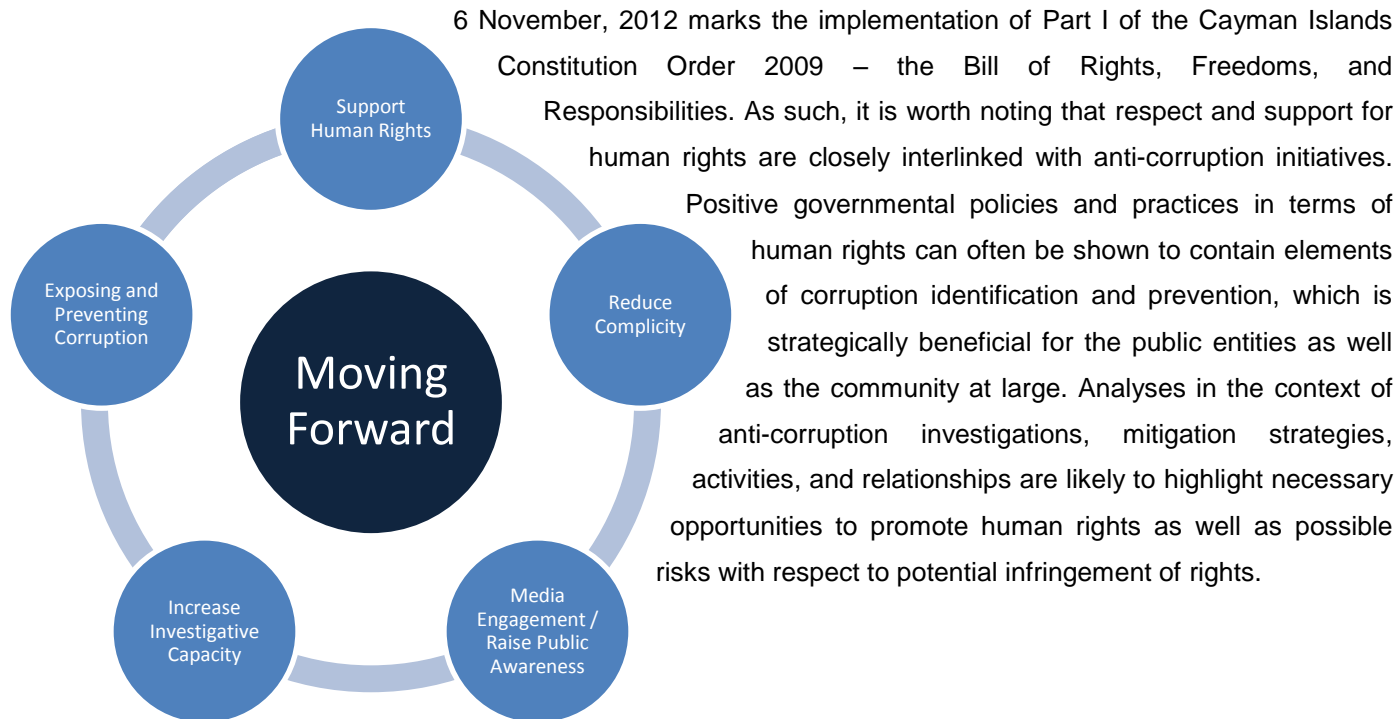 6 November, 2012 marks the implementation of Part I of the Cayman Islands
Constitution Order 2009 – the Bill of Rights, Freedoms, and
Responsibilities. As such, it is worth noting that respect and support for
human rights are closely interlinked with anti-corruption initiatives.
Positive governmental policies and practices in terms of
human rights can often be shown to contain elements
of corruption identification and prevention, which is
strategically beneficial for the public entities as well
as the community at large. Analyses in the context of
anti-corruption investigations, mitigation strategies,
activities, and relationships are likely to highlight necessary
opportunities to promote human rights as well as possible
risks with respect to potential infringement of rights.
Support
Human Rights
Reduce
Complicity
Media
Engagement /
Raise Public
Awareness
Increase
Investigative
Capacity
Exposing and
Preventing
Corruption
Moving
Forward